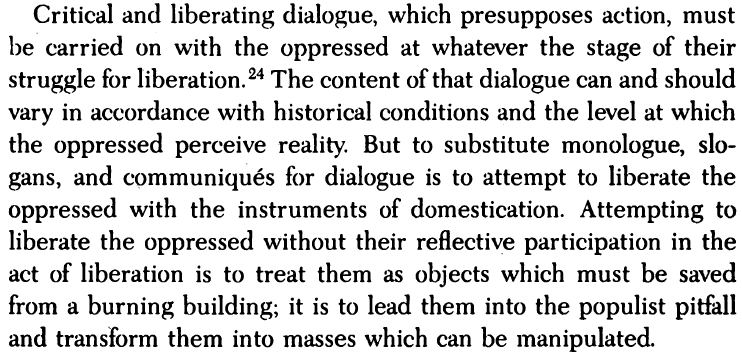 Critical and liberating dialogue, which presupposes action, must
be carried on with the oppressed at whatever the stage of their
struggle for liberation.24 The content of that dialogue can and should
vary in accordance with historical conditions and the level at which
the oppressed perceive reality. But to substitute monologue, slo-
gans, and communiqués for dialogue is to attempt to liberate the
oppressed with the instruments of domestication. Attempting to
liberate the oppressed without their reflective participation in the
act of liberation is to treat them as objects which must be saved
from a burning building; it is to lead them into the populist pitfall
and transform them into masses which can be manipulated.